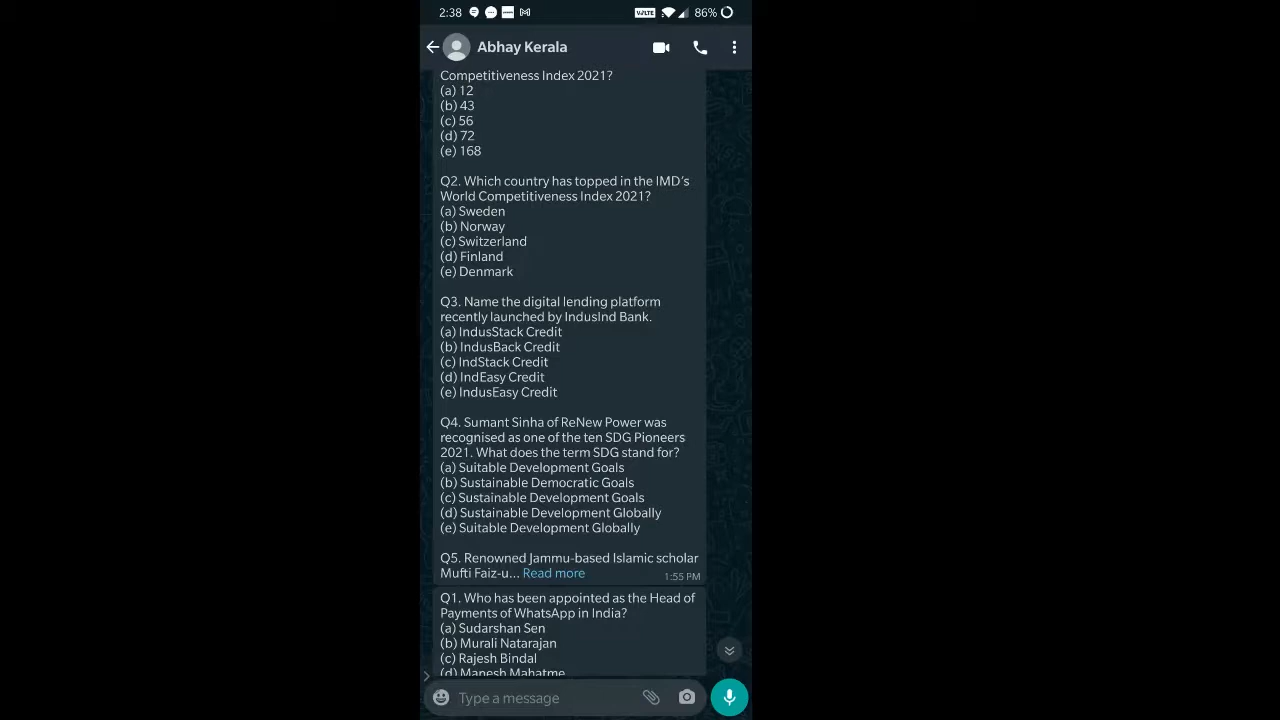 2:38
VoLTE
86%
Abhay Kerala
Competitiveness Index 2021?
(a) 12
(b) 43
(c) 56
(d) 72
(e) 168
Q2. Which country has topped in the IMD's
World Competitiveness Index 2021?
(a) Sweden
(b) Norway
(c) Switzerland
(d) Finland
(e) Denmark
Q3. Name the digital lending platform
recently launched by IndusInd Bank.
(a) IndusStack Credit
(b) IndusBack Credit
(c) IndStack Credit
(d) IndEasy Credit
(e) IndusEasy Credit
Q4. Sumant Sinha of ReNew Power was
recognised as one of the ten SDG Pioneers
2021. What does the term SDG stand for?
(a) Suitable Development Goals
(b) Sustainable Democratic Goals
(c) Sustainable Development Goals
(d) Sustainable Development Globally
(e) Suitable Development Globally
Q5. Renowned Jammu-based Islamic scholar
Mufti Faiz-u... Read more
1:55 PM
Q1. Who has been appointed as the Head of
Payments of WhatsApp in India?
(a) Sudarshan Sen
(b) Murali Natarajan
(c) Rajesh Bindal
(d) Manesh Mahatme
Type a message